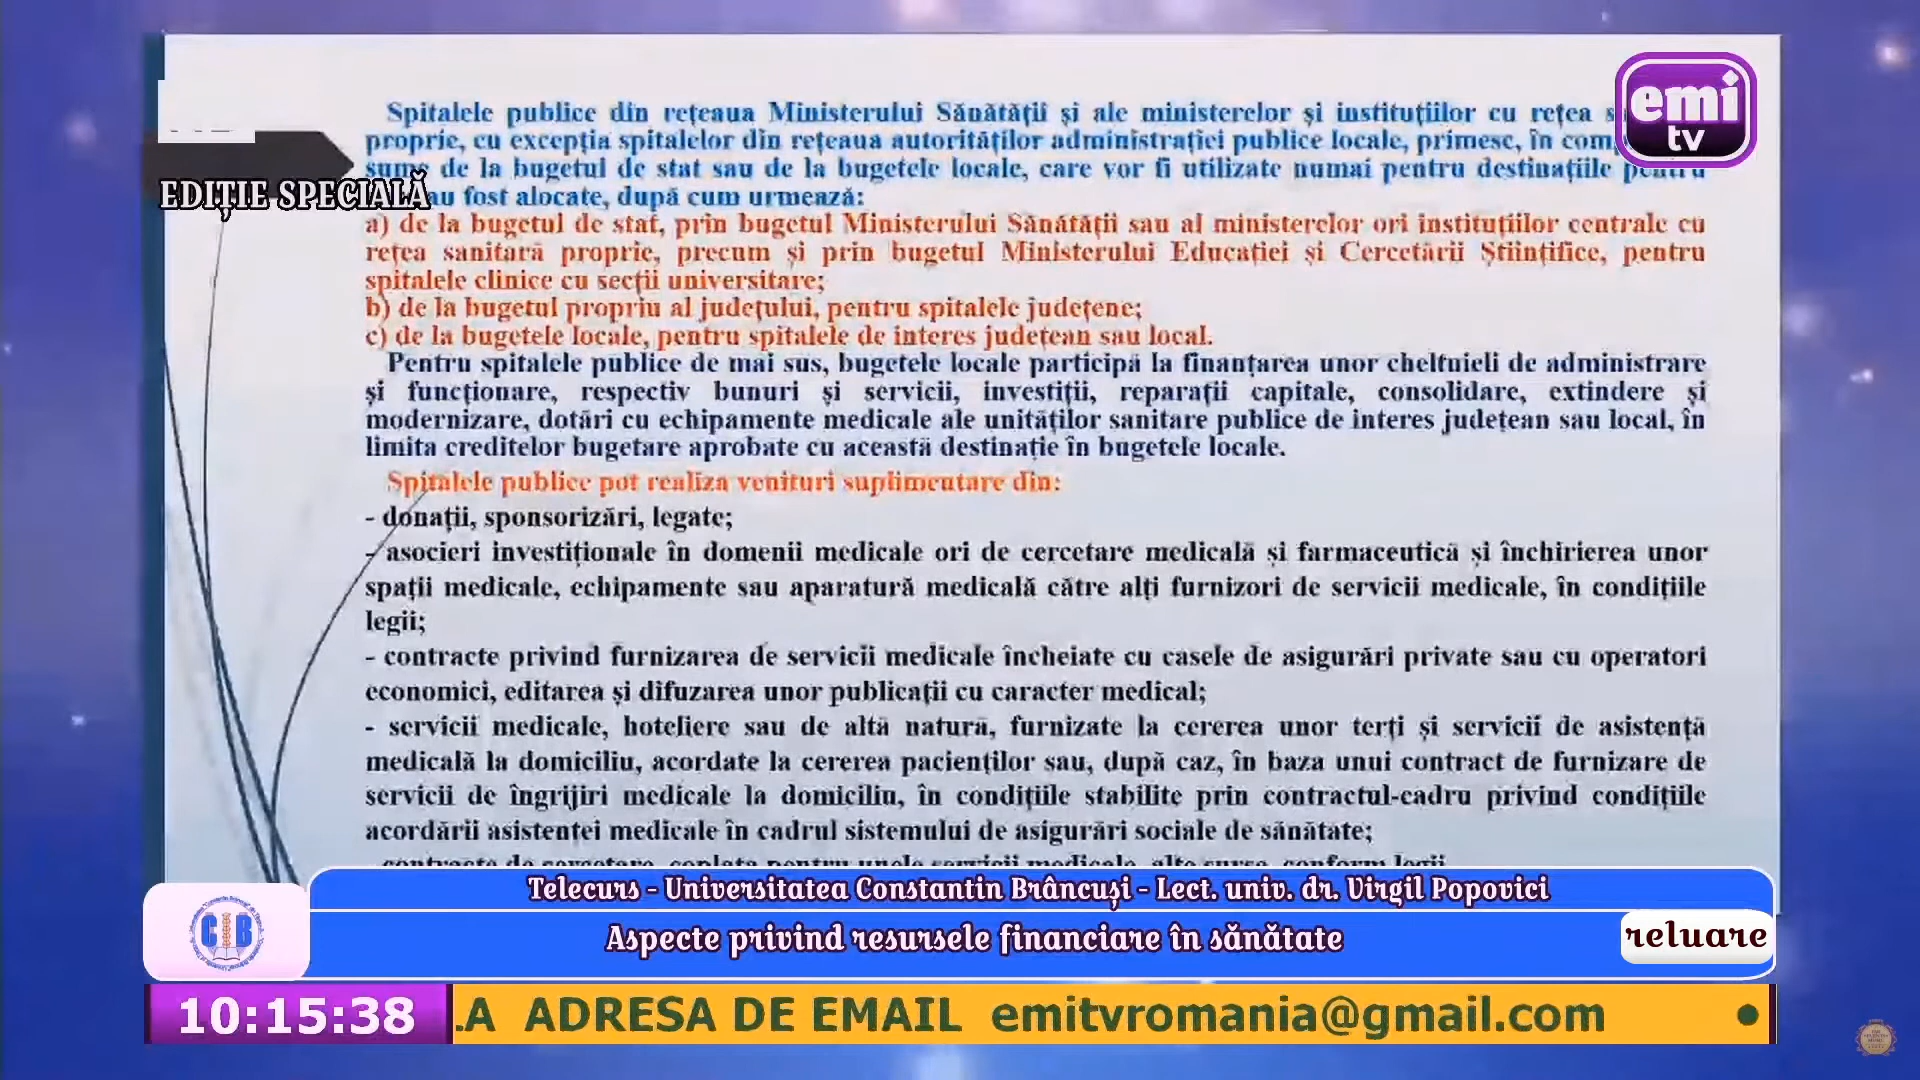 emi
tv
Spitalele publice din rețeaua Ministerului Sănătății și ale ministerelor și instituțiilor cu rețea
proprie, cu excepția spitalelor din rețeaua autorităților administrației publice locale, primesc, în
sume de la bugetul de stat sau de la bugetele locale, care vor fi utilizate numai pentru destinațiile pentru
EDIȚIE SPECIALĂ
au fost alocate, după cum urmează:
a) de la bugetul de stat, prin bugetul Ministerului Sănătății sau al ministerelor ori instituțiilor centrale cu
rețea sanitară proprie, precum și prin bugetul Ministerului Educației și Cercetării Științifice, pentru
spitalele clinice cu secții universitare;
b) de la bugetul propriu al județului, pentru spitalele județene;
c) de la bugetele locale, pentru spitalele de interes județean sau local.
Pentru spitalele publice de mai sus, bugetele locale participă la finanțarea unor cheltuieli de administrare
și funcționare, respectiv bunuri și servicii, investiții, reparații capitale, consolidare, extindere și
modernizare, dotări cu echipamente medicale ale unităților sanitare publice de interes județean sau local, în
limita creditelor bugetare aprobate cu această destinație în bugetele locale.
Spitalele publice pot realiza venituri suplimentare din:
- donații, sponsorizări, legate;
- asocieri investiționale în domenii medicale ori de cercetare medicală și farmaceutică și închirierea unor
spații medicale, echipamente sau aparatură medicală către alți furnizori de servicii medicale, în condițiile
legii;
- contracte privind furnizarea de servicii medicale încheiate cu casele de asigurări private sau cu operatori
economici, editarea și difuzarea unor publicații cu caracter medical;
- servicii medicale, hoteliere sau de altă natură, furnizate la cererea unor terți și servicii de asistență
medicală la domiciliu, acordate la cererea pacienților sau, după caz, în baza unui contract de furnizare de
servicii de îngrijiri medicale la domiciliu, în condițiile stabilite prin contractul-cadru privind condițiile
acordării asistenței medicale în cadrul sistemului de asigurări sociale de sănătate;
- contracte de cercetare, coplata pentru unele servicii medicale, alte surse, conform legii
Telecurs - Universitatea Constantin Brâncuși - Lect. univ. dr. Virgil Popovici
CIB
Aspecte privind resursele financiare în sănătate
reluare
10:15:38
LA ADRESA DE EMAIL emitvromania@gmail.com •